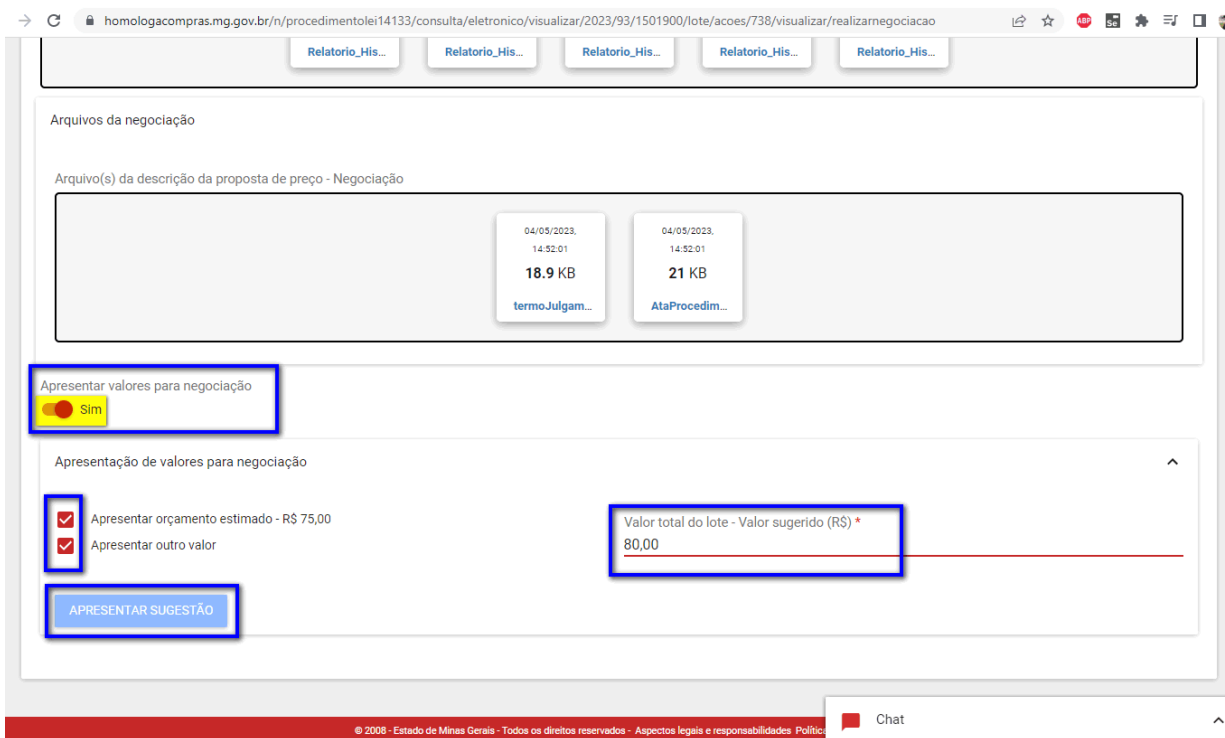 homologacompras.mg.gov.br/n/procedimentolei14133/consulta/eletronico/visualizar/2023/93/1501900/lote/acoes/738/visualizar/realizarnegociacao
ABP
Se
Relatorio_His... Relatorio_His... Relatorio_His... Relatorio_His... Relatorio_His...
Arquivos da negociação
Arquivo(s) da descrição da proposta de preço - Negociação
04/05/2023, 14:52:01
18.9 KB
termoJulgam...
04/05/2023, 14:52:01
21 KB
AtaProcedim...
Apresentar valores para negociação
Sim
Apresentação de valores para negociação
Apresentar orçamento estimado - R$ 75,00
Apresentar outro valor
Valor total do lote - Valor sugerido (R$) *
80,00
APRESENTAR SUGESTÃO
© 2008 - Estado de Minas Gerais - Todos os direitos reservados - Aspectos legais e responsabilidades Política
Chat